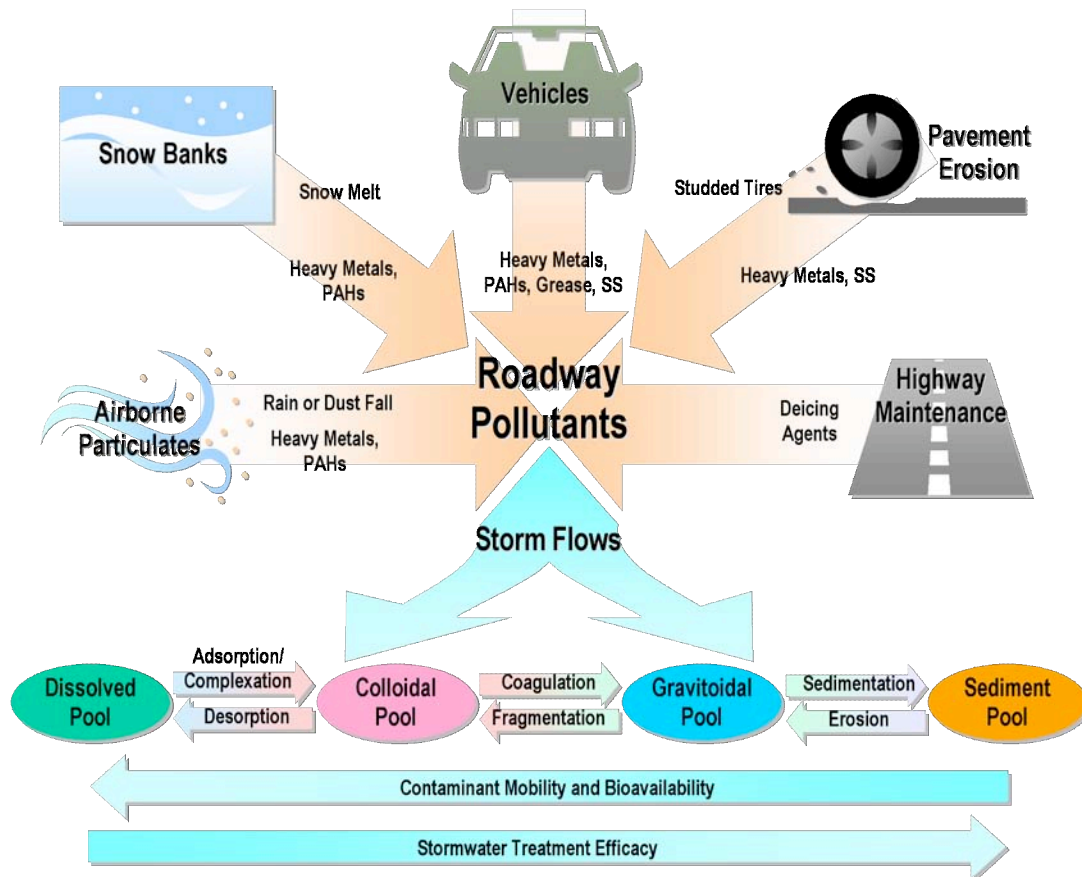 Vehicles
Snow Banks
Pavement
Erosion
Snow Melt
Studded Tires
Heavy Metals,
PAHs
Heavy Metals,
PAHs, Grease, SS
Heavy Metals, SS
Roadway
Pollutants
Airborne
Particulates
Rain or Dust Fall
Heavy Metals,
PAHs
Deicing
Agents
Highway
Maintenance
Storm Flows
Dissolved
Pool
Adsorption/
Complexation
Desorption
Colloidal
Pool
Coagulation
Fragmentation
Gravitoidal
Pool
Sedimentation
Erosion
Sediment
Pool
Contaminant Mobility and Bioavailability
Stormwater Treatment Efficacy